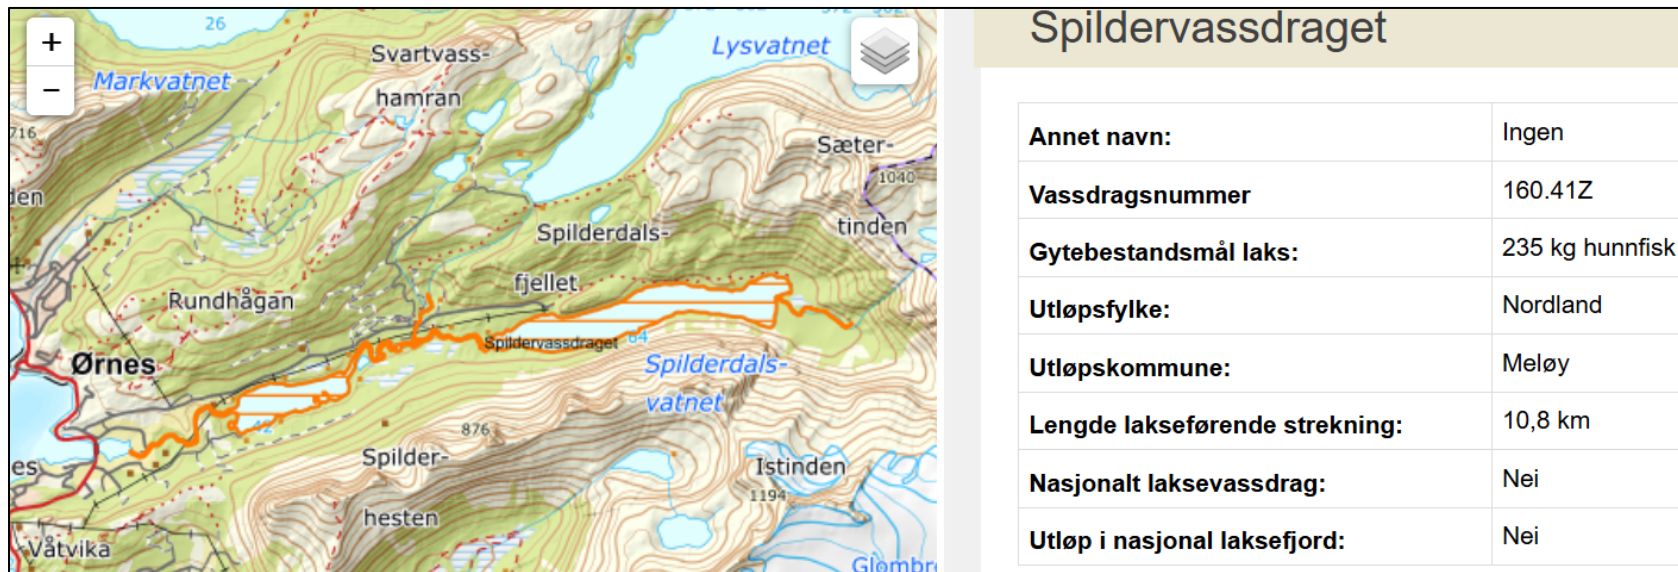 +
−
26
Markvatnet
Svartvass-
hamran
Lysvatnet
716
Sæter-
tinden
1040
den
Spilderdals-
fjellet
Rundhågan
Ørnes
Spildervassdraget
64
Spilderdals-
vatnet
42
876
Spilder-
hesten
Istinden
1194
es
Våtvika
Glombr
Spildervassdraget
Annet navn: Ingen
Vassdragsnummer 160.41Z
Gytebestandsmål laks: 235 kg hunnfisk
Utløpsfylke: Nordland
Utløpskommune: Meløy
Lengde lakseførende strekning: 10,8 km
Nasjonalt laksevassdrag: Nei
Utløp i nasjonal laksefjord: Nei